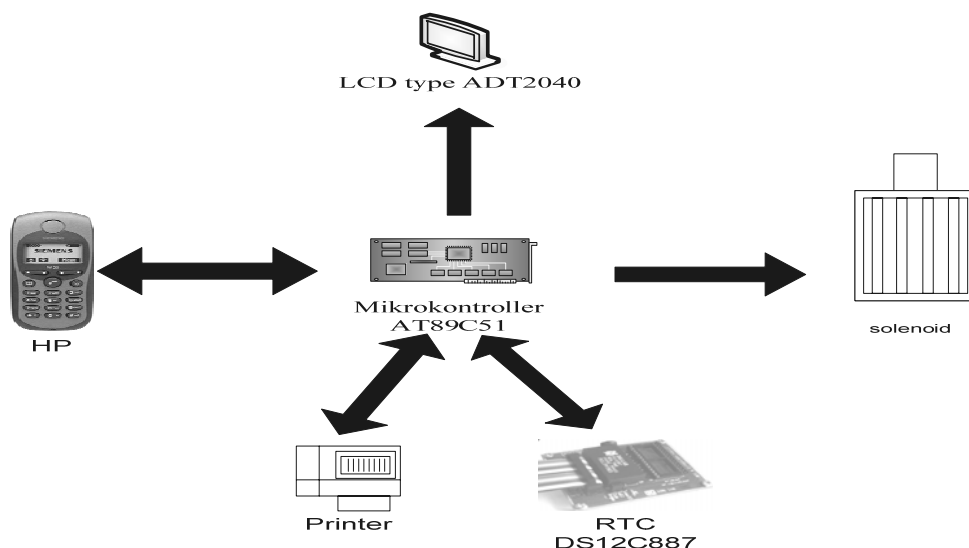 LCD type ADT2040
SIEMENS
Mikrokontroller
AT89C51
HP
solenoid
Printer
RTC
DS12C887